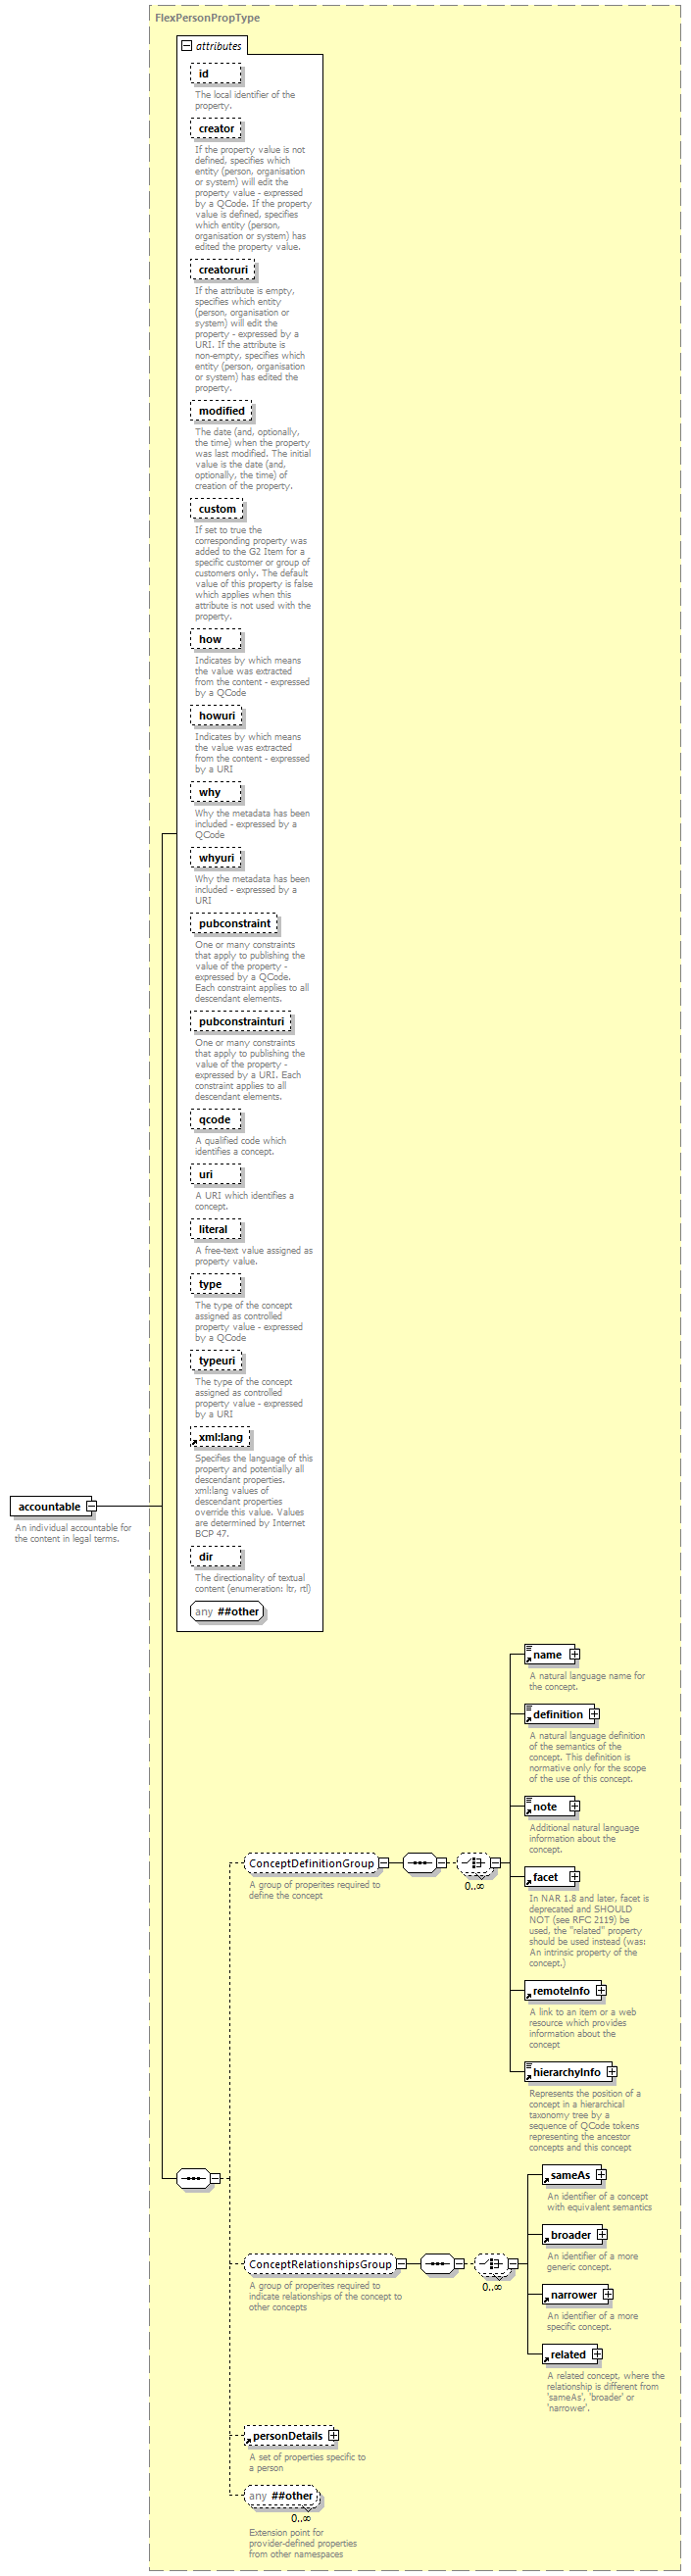 FlexPersonPropType
attributes
id
The local identifier of the
property.
creator
If the property value is not
defined, specifies which
entity (person, organisation
or system) will edit the
property value - expressed
by a QCode. If the property
value is defined, specifies
which entity (person,
organisation or system) has
edited the property value.
creatoruri
If the attribute is empty,
specifies which entity
(person, organisation or
system) will edit the
property - expressed by a
URI. If the attribute is
non-empty, specifies which
entity (person, organisation
or system) has edited the
property.
modified
The date (and, optionally,
the time) when the property
was last modified. The initial
value is the date (and,
optionally, the time) of
creation of the property.
custom
If set to true the
corresponding property was
added to the G2 Item for a
specific customer or group of
customers only. The default
value of this property is false
which applies when this
attribute is not used with the
property.
how
Indicates by which means
the value was extracted
from the content - expressed
by a QCode
howuri
Indicates by which means
the value was extracted
from the content - expressed
by a URI
why
Why the metadata has been
included - expressed by a
QCode
whyuri
Why the metadata has been
included - expressed by a
URI
pubconstraint
One or many constraints
that apply to publishing the
value of the property -
expressed by a QCode.
Each constraint applies to all
descendant elements.
pubconstrainturi
One or many constraints
that apply to publishing the
value of the property -
expressed by a URI. Each
constraint applies to all
descendant elements.
qcode
A qualified code which
identifies a concept.
uri
A URI which identifies a
concept.
literal
A free-text value assigned as
property value.
type
The type of the concept
assigned as controlled
property value - expressed
by a QCode
typeuri
The type of the concept
assigned as controlled
property value - expressed
by a URI
xml:lang
Specifies the language of this
property and potentially all
descendant properties.
xml:lang values of
descendant properties
override this value. Values
are determined by Internet
BCP 47.
dir
The directionality of textual
content (enumeration: ltr, rtl)
any ##other
accountable
An individual accountable for
the content in legal terms.
name
A natural language name for
the concept.
definition
A natural language definition
of the semantics of the
concept. This definition is
normative only for the scope
of the use of this concept.
note
Additional natural language
information about the
concept.
ConceptDefinitionGroup
0..∞
A group of properites required to
define the concept
facet
In NAR 1.8 and later, facet is
deprecated and SHOULD
NOT (see RFC 2119) be
used, the "related" property
should be used instead (was:
An intrinsic property of the
concept.)
remoteInfo
A link to an item or a web
resource which provides
information about the
concept
hierarchyInfo
Represents the position of a
concept in a hierarchical
taxonomy tree by a
sequence of QCode tokens
representing the ancestor
concepts and this concept
sameAs
An identifier of a concept
with equivalent semantics
broader
An identifier of a more
generic concept.
ConceptRelationshipsGroup
0..∞
A group of properites required to
indicate relationships of the concept to
other concepts
narrower
An identifier of a more
specific concept.
related
A related concept, where the
relationship is different from
'sameAs', 'broader' or
'narrower'.
personDetails
A set of properties specific to
a person
any ##other
0..∞
Extension point for
provider-defined properties
from other namespaces